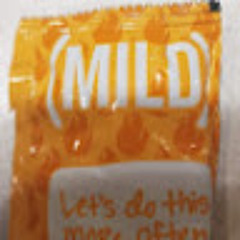 (MILD)
Let's do this
more often